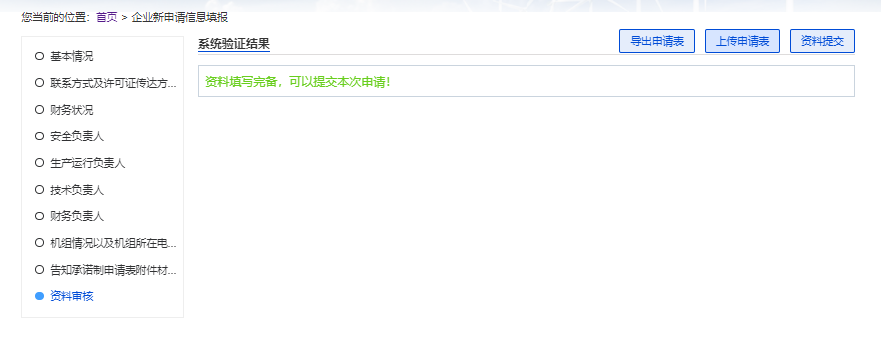 您当前的位置：首页 > 企业新申请信息填报
系统验证结果
导出申请表
上传申请表
资料提交
资料填写完备，可以提交本次申请！
基本情况
联系方式及许可证传达方...
财务状况
安全负责人
生产运行负责人
技术负责人
财务负责人
机组情况以及机组所在电...
告知承诺制申请表附件材...
资料审核